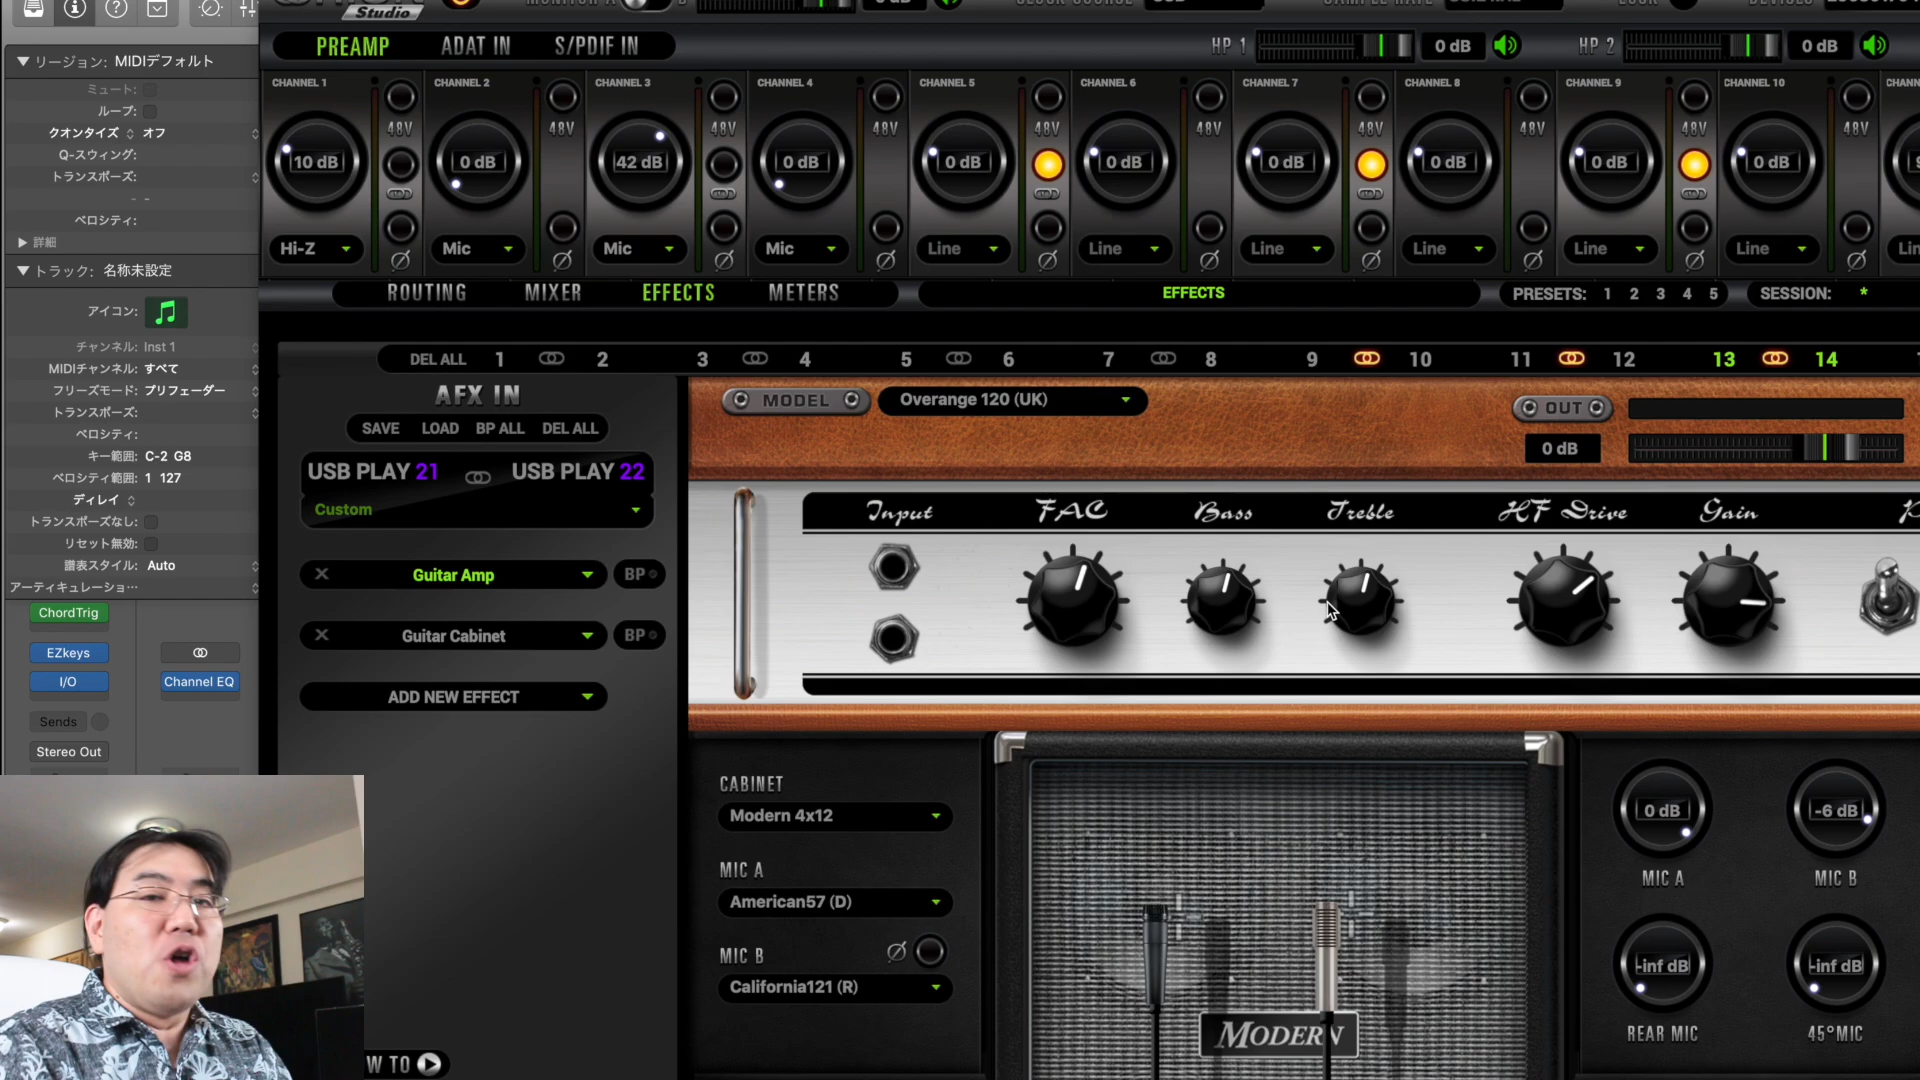 Studio
0 dB
PREAMP ADAT IN S/PDIF IN
HP 1 0 dB HP 2 0 dB
CHANNEL 1 CHANNEL 2 CHANNEL 3 CHANNEL 4 CHANNEL 5 CHANNEL 6 CHANNEL 7 CHANNEL 8 CHANNEL 9 CHANNEL 10
48V 48V 48V 48V 48V 48V 48V 48V 48V 48V
10 dB 0 dB 42 dB 0 dB 0 dB 0 dB 0 dB 0 dB 0 dB 0 dB
Hi-Z Mic Mic Mic Line Line Line Line Line Line
ROUTING MIXER EFFECTS METERS
EFFECTS
PRESETS: 1 2 3 4 5
SESSION: *
DEL ALL 1 2 3 4 5 6 7 8 9 10 11 12 13 14
リージョン: MIDIデフォルト
ミュート:
ループ:
クオンタイズ オフ
Q-スウィング:
トランスポーズ:
- -
ベロシティ:
詳細
トラック: 名称未設定
アイコン:
チャンネル: Inst 1
MIDIチャンネル: すべて
フリーズモード: プリフェーダー
トランスポーズ:
ベロシティ:
キー範囲: C-2 G8
ベロシティ範囲: 1 127
ディレイ
トランスポーズなし:
リセット無効:
譜表スタイル: Auto
アーティキュレーショ…
ChordTrig
EZkeys
I/O
Channel EQ
Sends
Stereo Out
AFX IN
SAVE LOAD BP ALL DEL ALL
USB PLAY 21 USB PLAY 22
Custom
Guitar Amp BP
Guitar Cabinet BP
ADD NEW EFFECT
MODEL Overange 120 (UK)
OUT
0 dB
Input FAC Bass Treble HF Drive Gain
CABINET
Modern 4x12
MIC A
American57 (D)
MIC B
California121 (R)
MODERN
0 dB -6 dB
MIC A MIC B
-inf dB -inf dB
REAR MIC 45°MIC
W TO